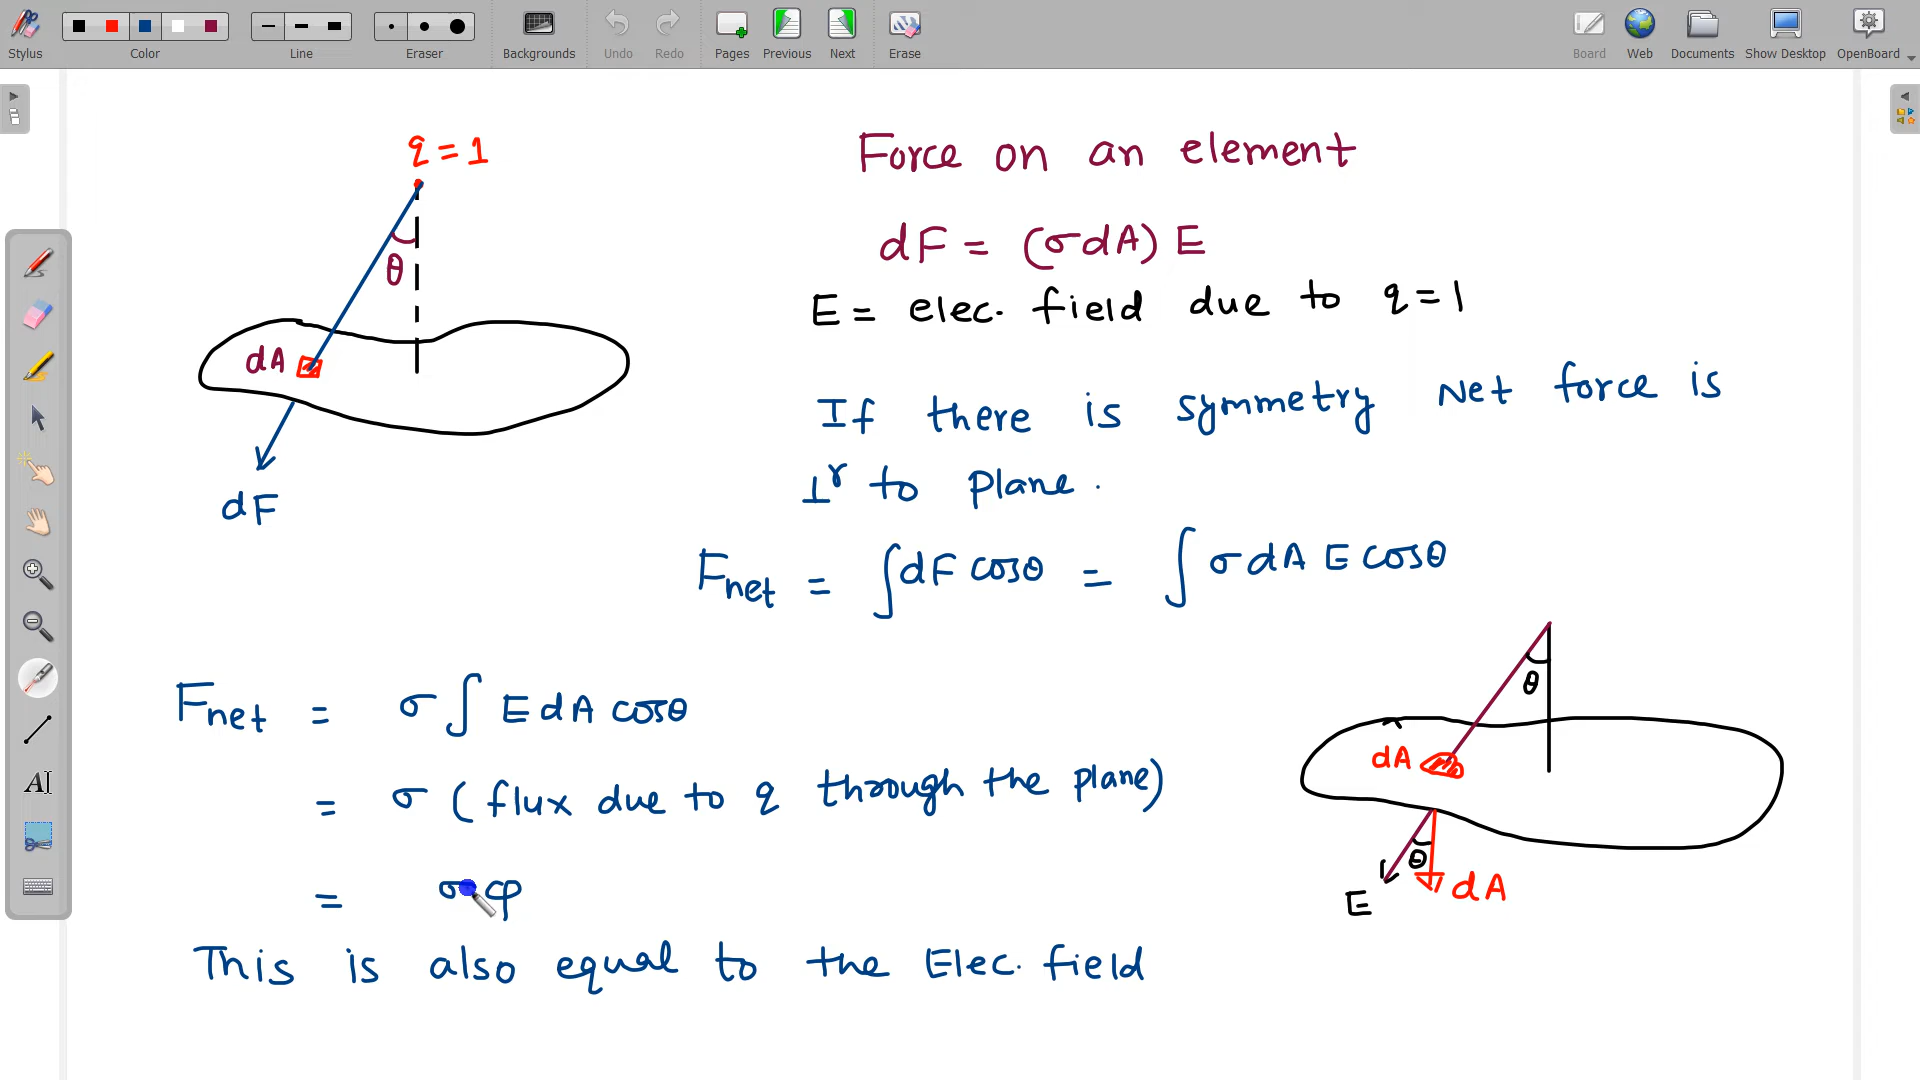 Stylus Color Line Eraser Backgrounds Undo Redo Pages Previous Next Erase Board Web Documents Show Desktop OpenBoard
q = 1
θ
dA
dF
Force on an element
dF = (σdA) E
E = elec. field due to q = 1
If there is symmetry Net force is
⊥r to plane.
Fnet = ∫dF cosθ = ∫ σ dA E cosθ
Fnet = σ ∫ E dA cosθ
= σ ( flux due to q through the plane)
= σ φ
This is also equal to the Elec. field
θ
dA
θ
E
dA
AI